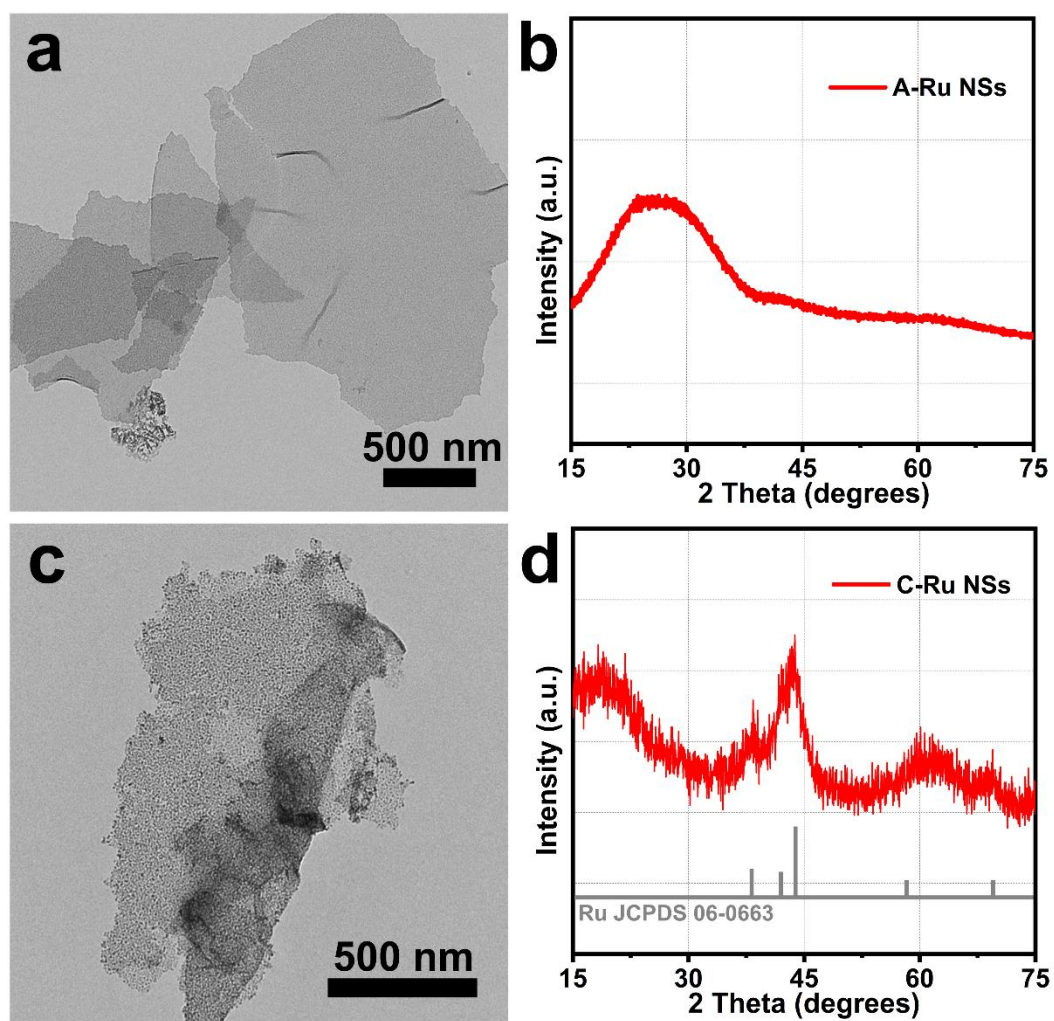 a
500 nm
b
A-Ru NSs
Intensity (a.u.)
15 30 45 60 75
2 Theta (degrees)
c
500 nm
d
C-Ru NSs
Intensity (a.u.)
Ru JCPDS 06-0663
15 30 45 60 75
2 Theta (degrees)